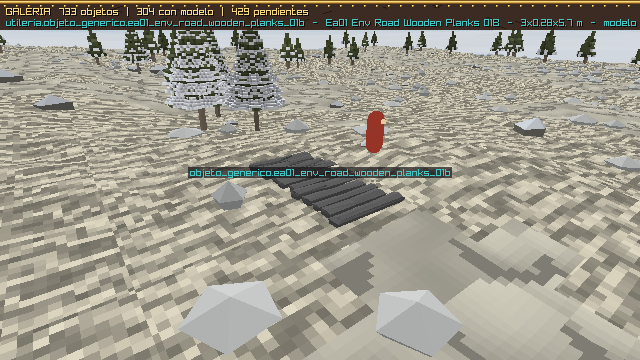 GALERÍA 733 objetos | 304 con modelo | 429 pendientes
utileria.objeto_generico.ea01_env_road_wooden_planks_01b - Ea01 Env Road Wooden Planks 01B - 3x0.29x5.7 m - modelo
objeto_generico.ea01_env_road_wooden_planks_01b